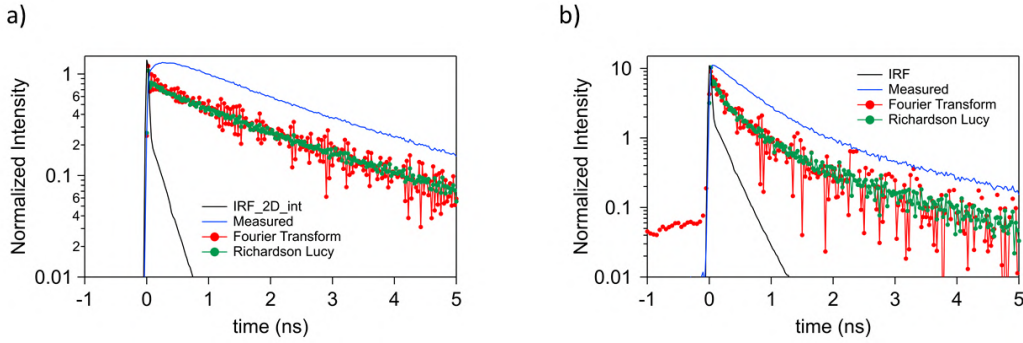 a)
Normalized Intensity
1
4
2
0.1
4
2
0.01
IRF_2D_int
Measured
Fourier Transform
Richardson Lucy
-1
0
1
2
3
4
5
time (ns)
b)
Normalized Intensity
10
1
0.1
0.01
IRF
Measured
Fourier Transform
Richardson Lucy
-1
0
1
2
3
4
5
time (ns)